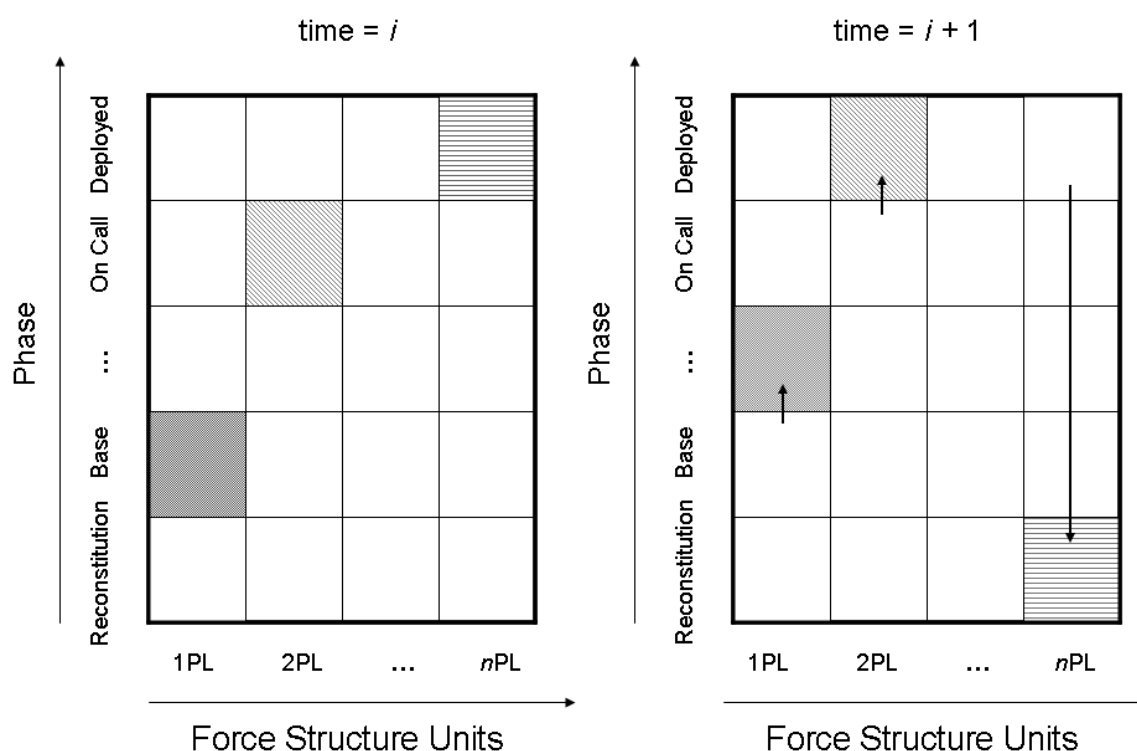 time = i
Phase
Deployed
On Call
...
Base
Reconstitution
1PL 2PL ... nPL
Force Structure Units
time = i + 1
Phase
Deployed
On Call
...
Base
Reconstitution
1PL 2PL ... nPL
Force Structure Units